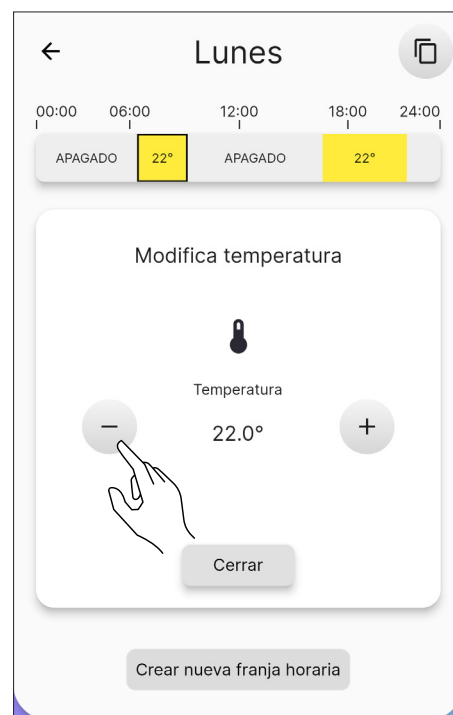 Lunes
00:00 06:00 12:00 18:00 24:00
APAGADO 22° APAGADO 22°
Modifica temperatura
Temperatura
22.0°
Cerrar
Crear nueva franja horaria